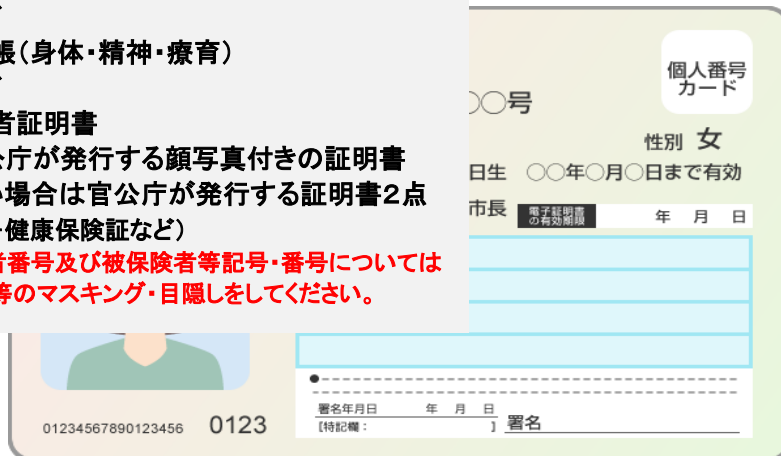 帳（身体・精神・療育）
者証明書
公庁が発行する顔写真付きの証明書
い場合は官公庁が発行する証明書２点
・健康保険証など）
者番号及び被保険者等記号・番号については
等のマスキング・目隠しをしてください。
個人番号
カード
○号
性別 女
日生 ○○年○月○日まで有効
市長 電子証明書の有効期限 年 月 日
署名年月日 年 月 日
［特記欄： ］ 署名
01234567890123456 0123